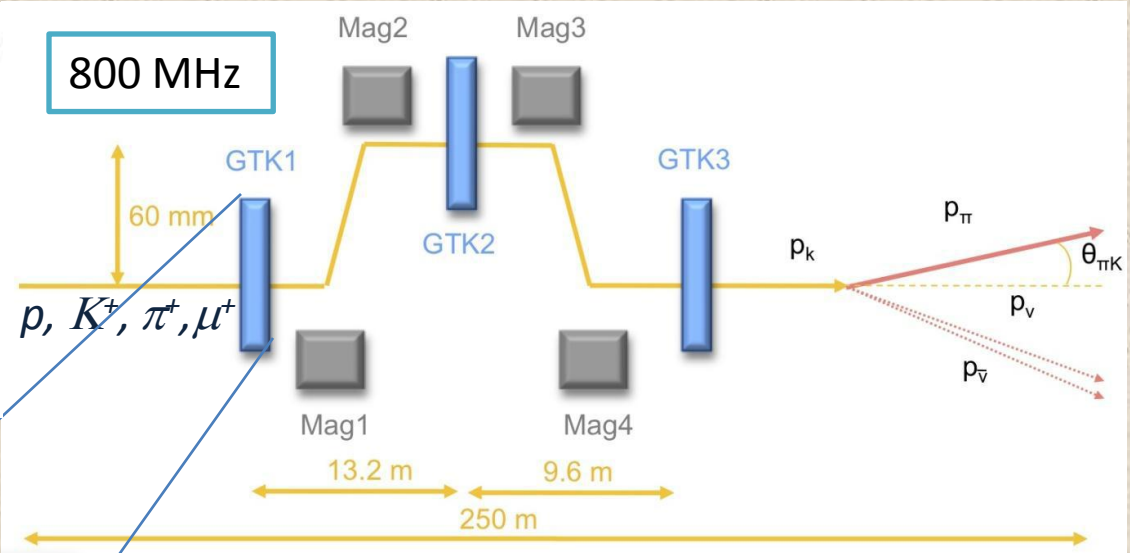 Mag2
Mag3
800 MHz
GTK1
GTK3
60 mm
GTK2
pπ
pk
θπK
pν
p, K⁺, π⁺,μ⁺
pν̅
Mag1
Mag4
13.2 m
9.6 m
250 m